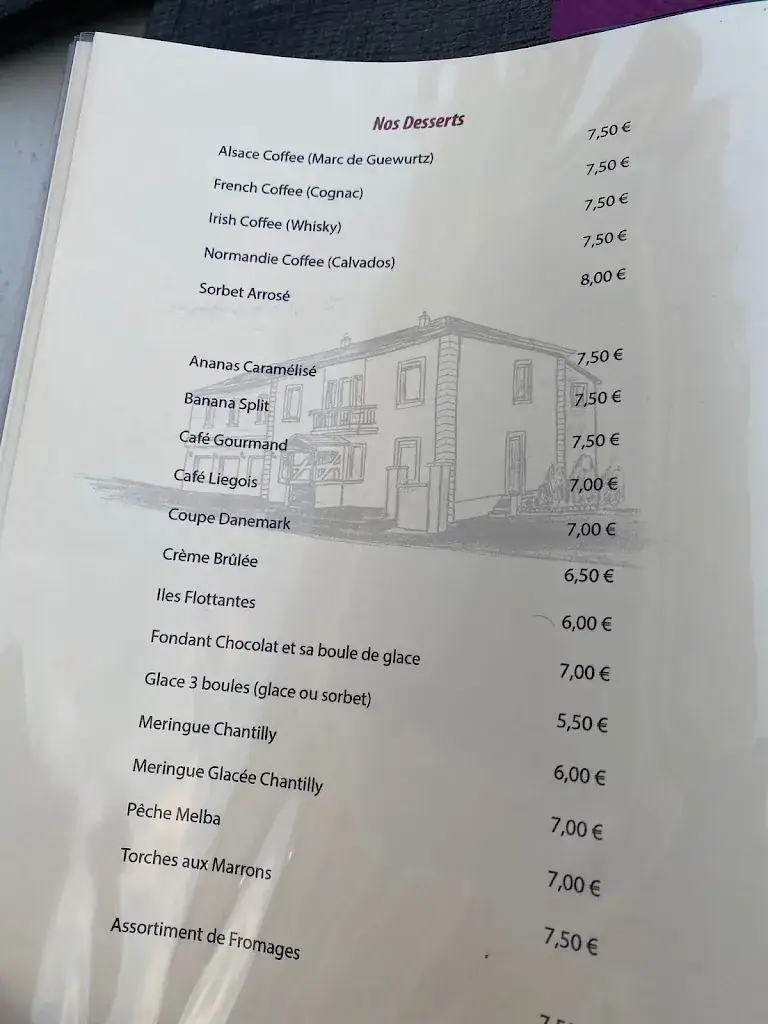 Nos Desserts
Alsace Coffee (Marc de Guewurtz) 7,50 €
French Coffee (Cognac) 7,50 €
Irish Coffee (Whisky) 7,50 €
Normandie Coffee (Calvados) 7,50 €
Sorbet Arrosé 8,00 €
Ananas Caramélisé 7,50 €
Banana Split 7,50 €
Café Gourmand 7,50 €
Café Liegois 7,00 €
Coupe Danemark 7,00 €
Crème Brûlée 6,50 €
Iles Flottantes 6,00 €
Fondant Chocolat et sa boule de glace 7,00 €
Glace 3 boules (glace ou sorbet) 5,50 €
Meringue Chantilly 6,00 €
Meringue Glacée Chantilly 7,00 €
Pêche Melba 7,00 €
Torches aux Marrons 7,50 €
Assortiment de Fromages